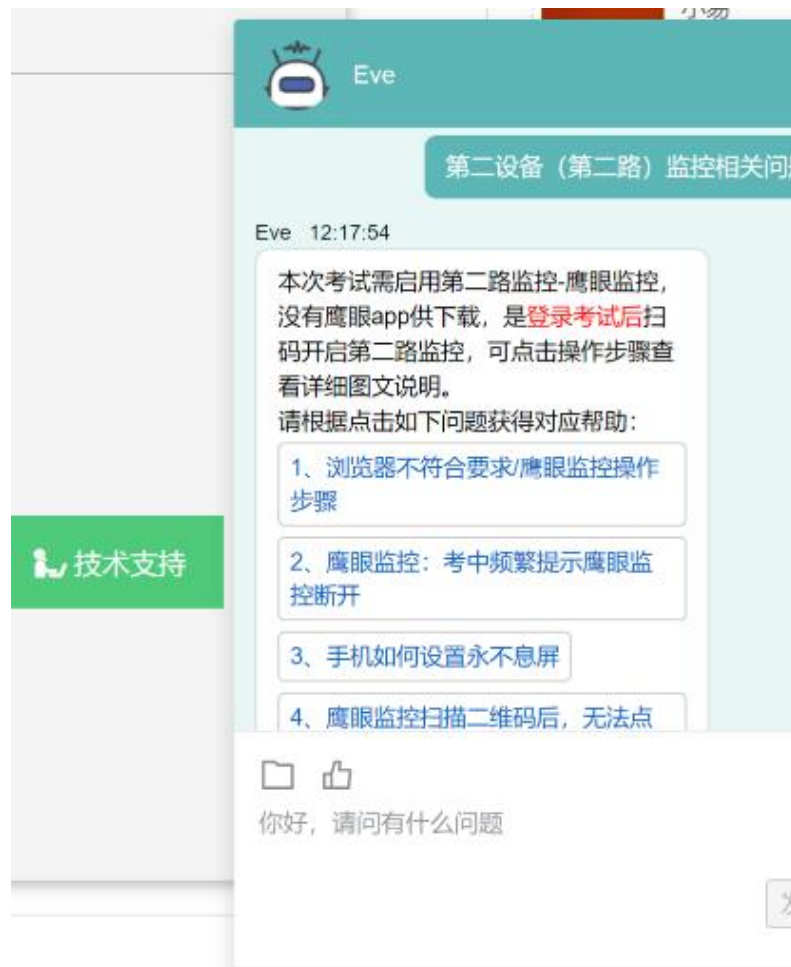 小易
Eve
第二设备（第二路）监控相关问
Eve 12:17:54
本次考试需启用第二路监控-鹰眼监控，
没有鹰眼app供下载，是登录考试后扫
码开启第二路监控，可点击操作步骤查
看详细图文说明。
请根据点击如下问题获得对应帮助：
1、浏览器不符合要求/鹰眼监控操作
步骤
2、鹰眼监控：考中频繁提示鹰眼监
控断开
技术支持
3、手机如何设置永不息屏
4、鹰眼监控扫描二维码后，无法点
你好，请问有什么问题